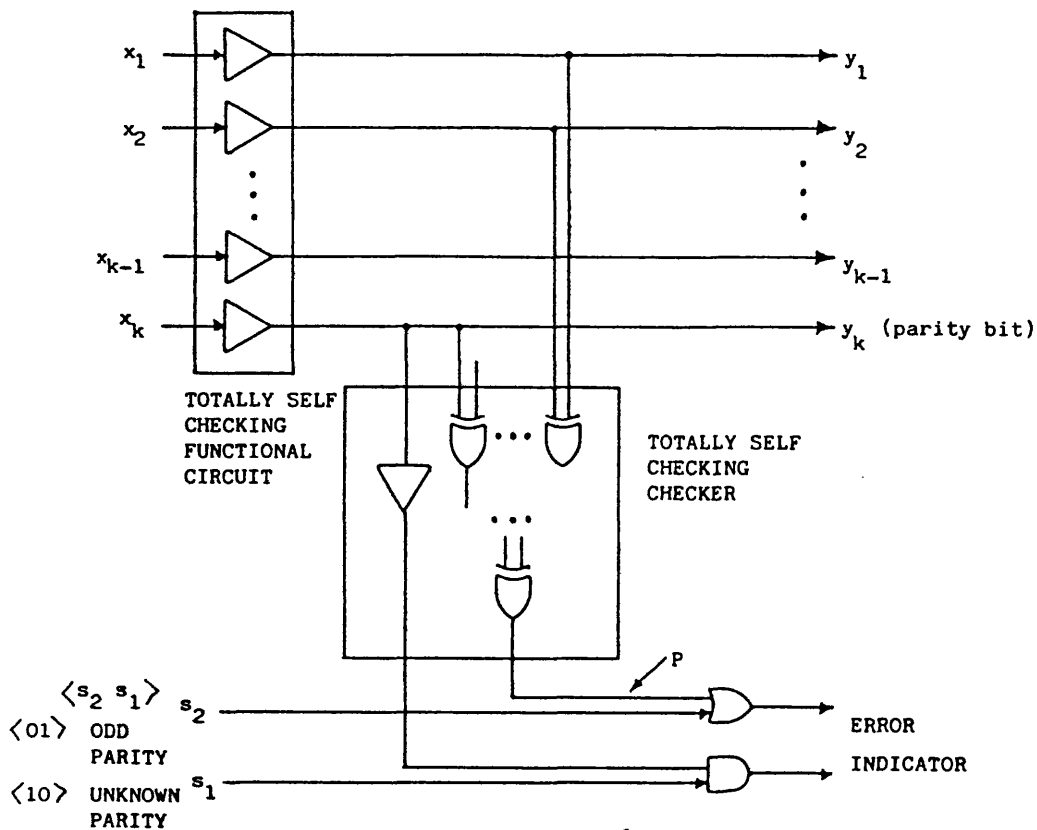 x1
y1
x2
y2
xk-1
yk-1
xk
yk (parity bit)
TOTALLY SELF
CHECKING
FUNCTIONAL
CIRCUIT
TOTALLY SELF
CHECKING
CHECKER
P
⟨s2 s1⟩ s2
⟨01⟩ ODD
PARITY
ERROR
INDICATOR
⟨10⟩ UNKNOWN s1
PARITY